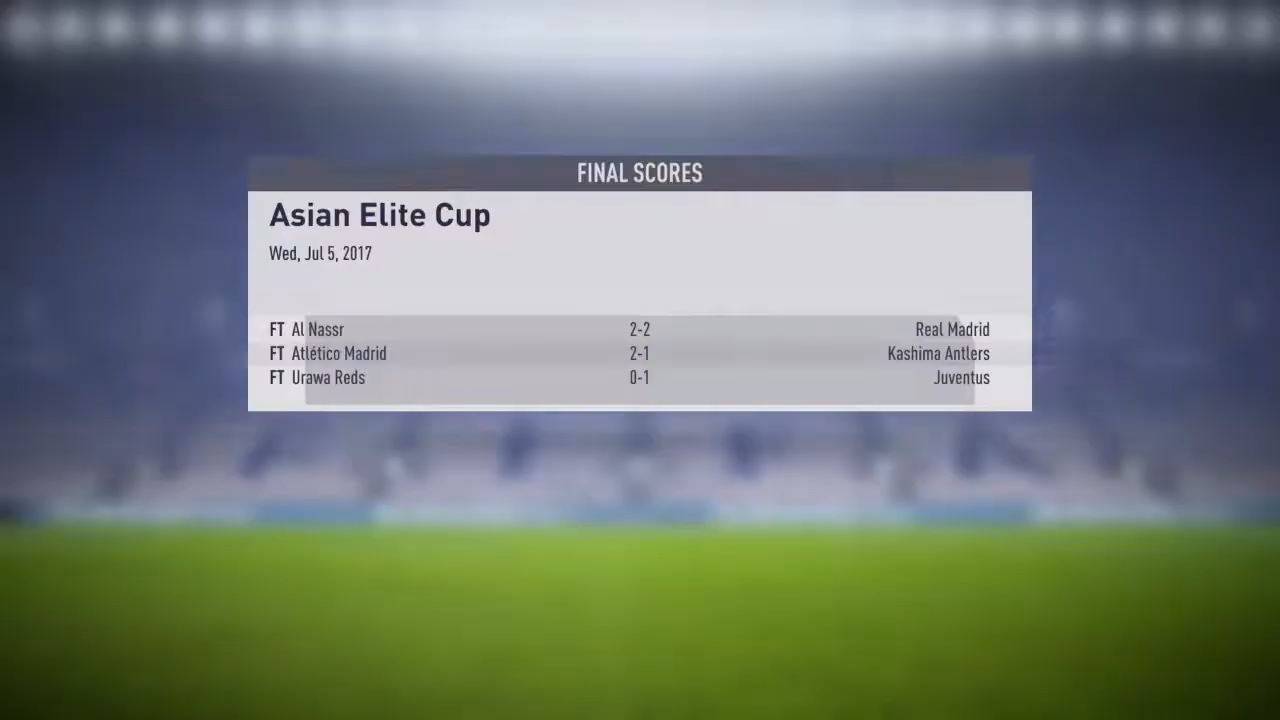 FINAL SCORES
Asian Elite Cup
Wed, Jul 5, 2017
FT Al Nassr 2-2 Real Madrid
FT Atlético Madrid 2-1 Kashima Antlers
FT Urawa Reds 0-1 Juventus